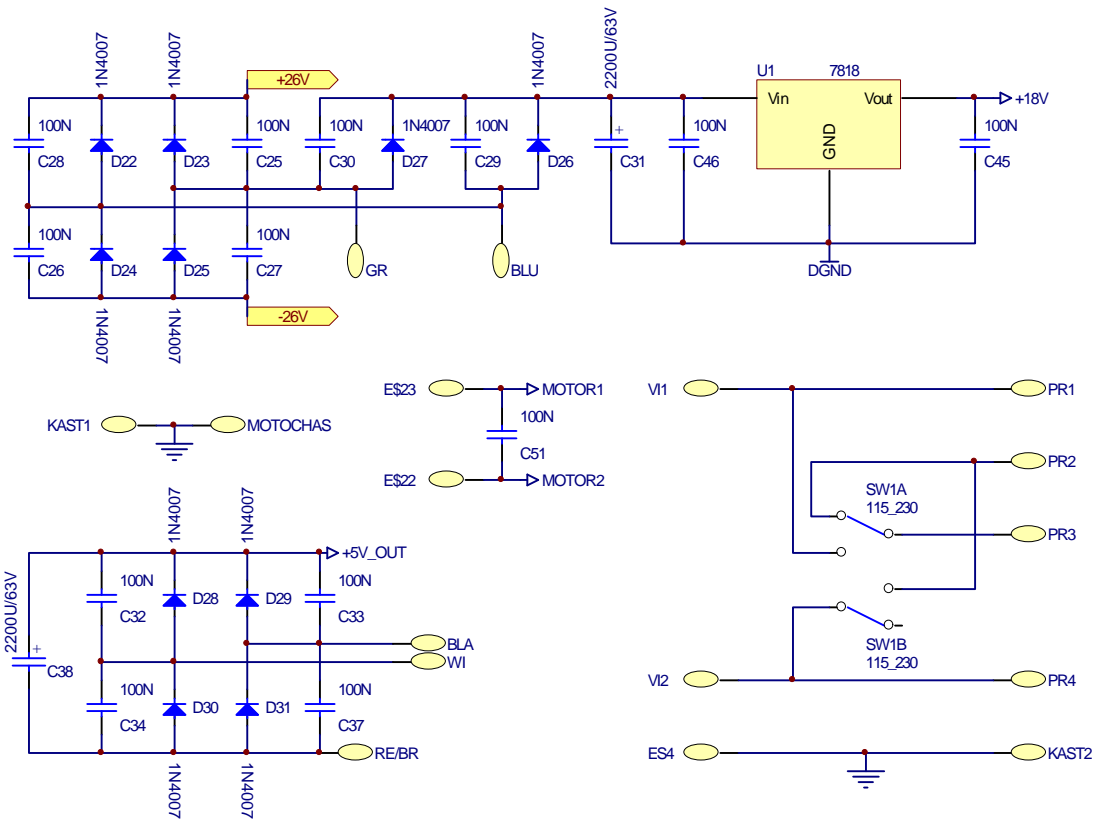 1N4007
1N4007
1N4007
2200U/63V
+26V
U1
7818
Vin
Vout
GND
+18V
100N
C28
D22
D23
100N
C25
100N
C30
1N4007
D27
100N
C29
D26
+
C31
100N
C46
100N
C45
100N
C26
D24
D25
100N
C27
GR
BLU
DGND
-26V
1N4007
1N4007
E$23
MOTOR1
100N
C51
E$22
MOTOR2
KAST1
MOTOCHAS
VI1
PR1
PR2
SW1A
115_230
PR3
SW1B
115_230
VI2
PR4
ES4
KAST2
1N4007
1N4007
+5V_OUT
2200U/63V
+
C38
100N
C32
D28
D29
100N
C33
BLA
WI
100N
C34
D30
D31
100N
C37
RE/BR
1N4007
1N4007